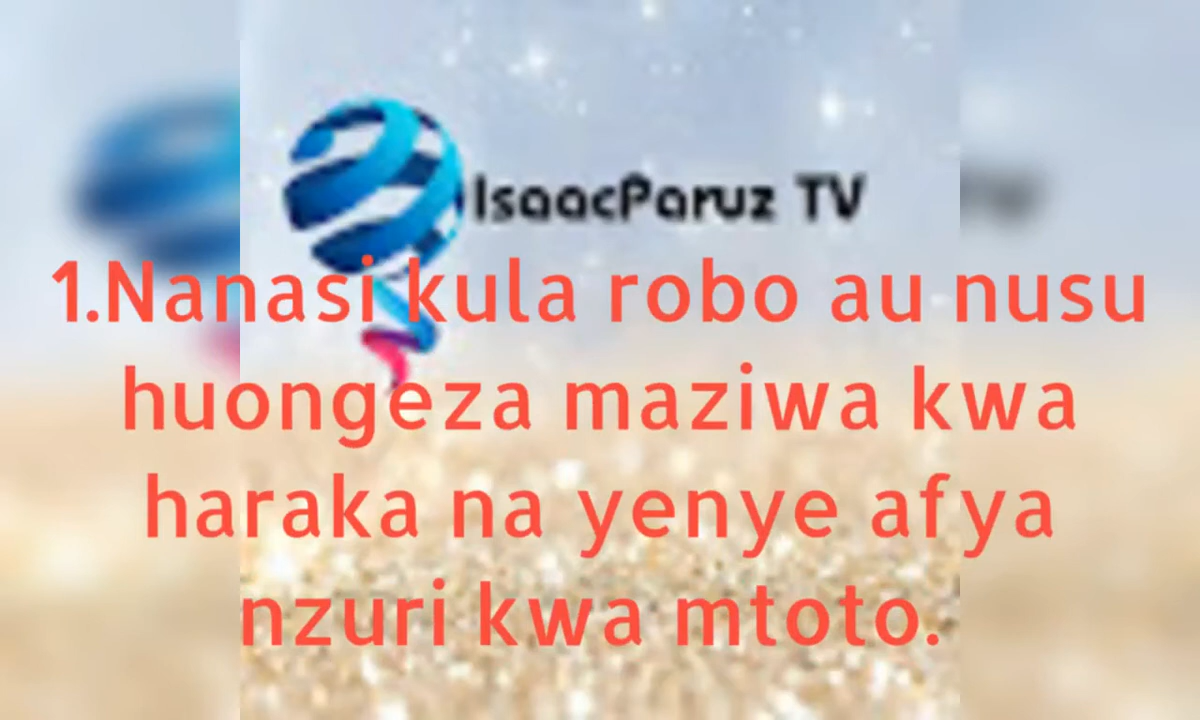 IsaacParuz TV
1.Nanasi kula robo au nusu
huongeza maziwa kwa
haraka na yenye afya
nzuri kwa mtoto.